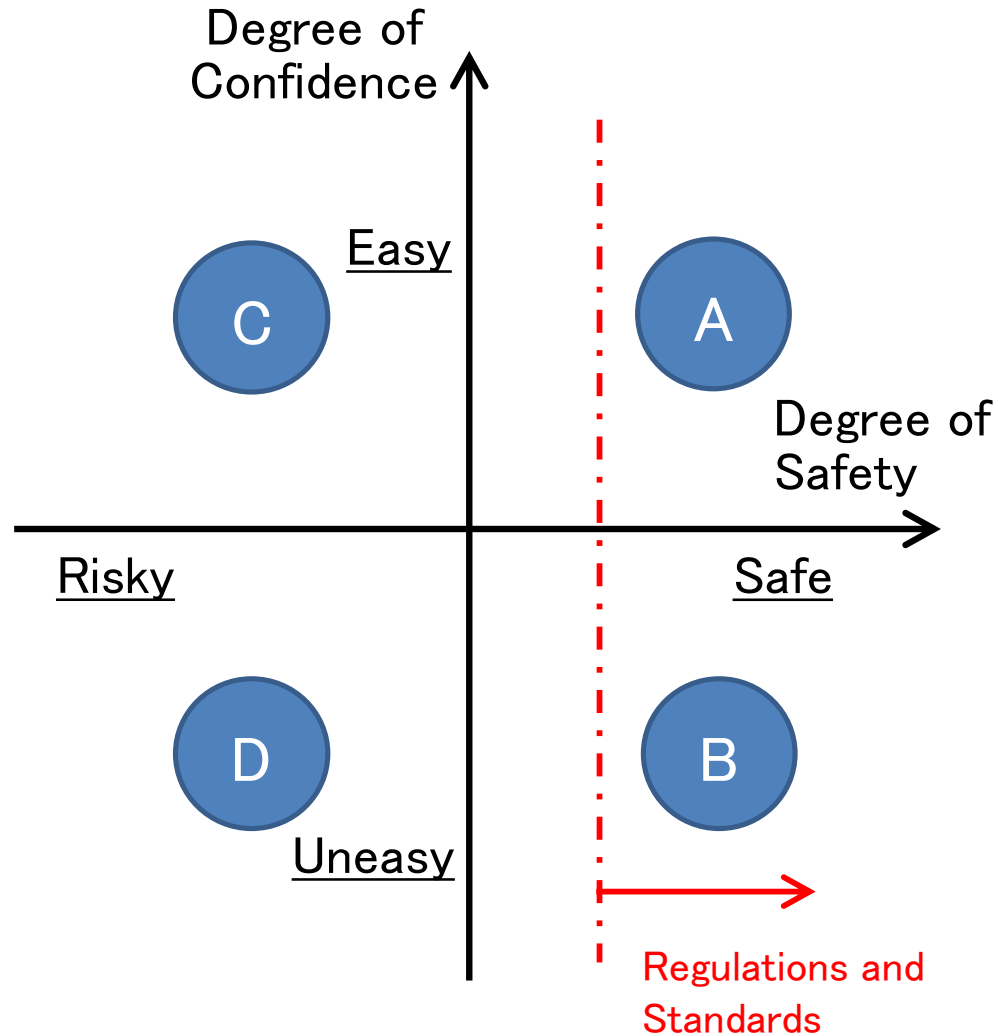 Degree of
Confidence
Easy
C
A
Degree of
Safety
Risky
Safe
D
B
Uneasy
Regulations and
Standards